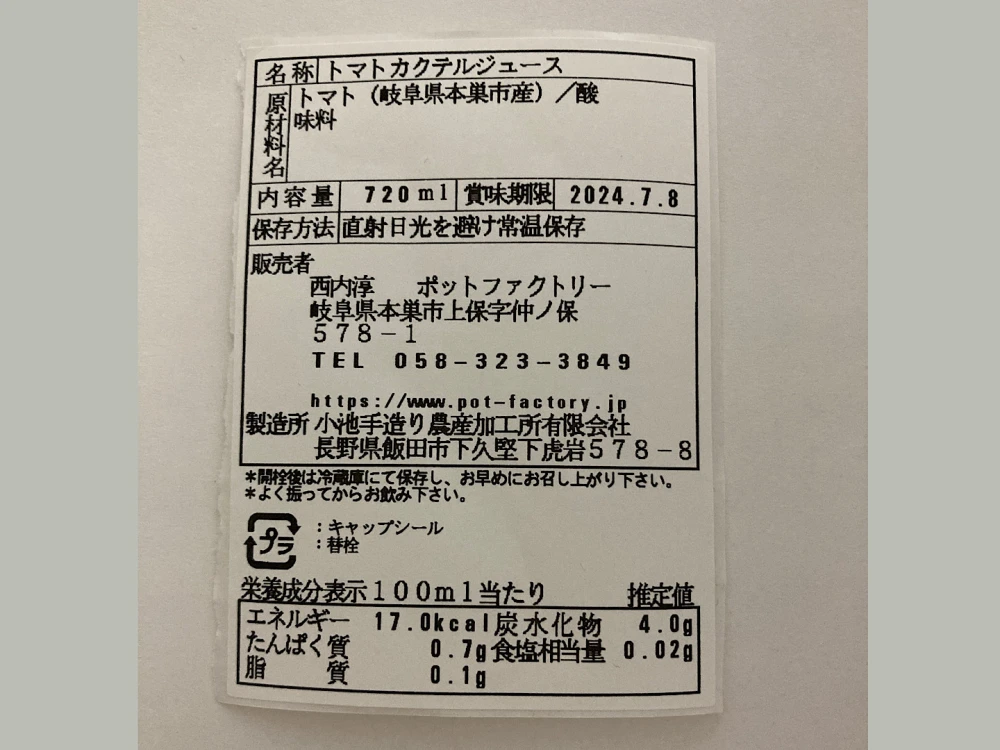 名称 トマトカクテルジュース
原材料名 トマト（岐阜県本巣市産）／酸
味料
内容量 720ml 賞味期限 2024.7.8
保存方法 直射日光を避け常温保存
販売者
西内淳 ポットファクトリー
岐阜県本巣市上保字仲ノ保
５７８－１
TEL 058-323-3849
https://www.pot-factory.jp
製造所 小池手造り農産加工所有限会社
長野県飯田市下久堅下虎岩５７８－８
*開栓後は冷蔵庫にて保存し、お早めにお召し上がり下さい。
*よく振ってからお飲み下さい。
プラ
：キャップシール
：替栓
栄養成分表示１００ml当たり 推定値
エネルギー 17.0kcal 炭水化物 4.0g
たんぱく質 0.7g 食塩相当量 0.02g
脂質 0.1g